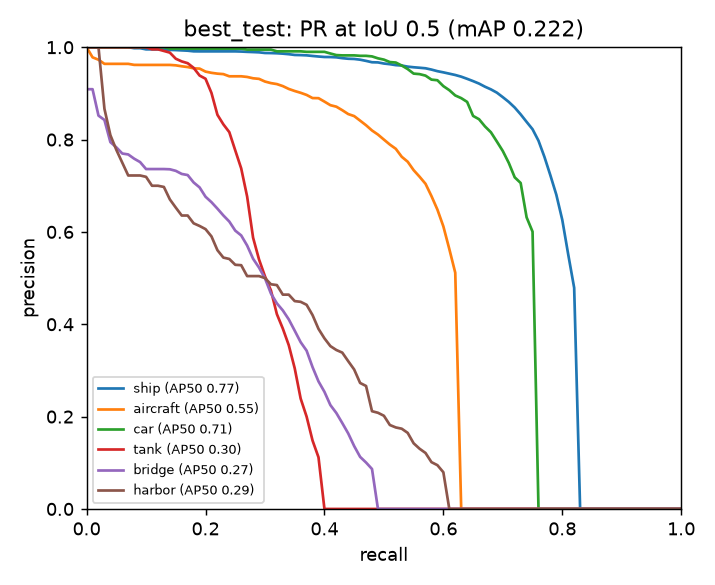 best_test: PR at IoU 0.5 (mAP 0.222)
precision
1.0
0.8
0.6
0.4
0.2
0.0
ship (AP50 0.77)
aircraft (AP50 0.55)
car (AP50 0.71)
tank (AP50 0.30)
bridge (AP50 0.27)
harbor (AP50 0.29)
0.0 0.2 0.4 0.6 0.8 1.0
recall